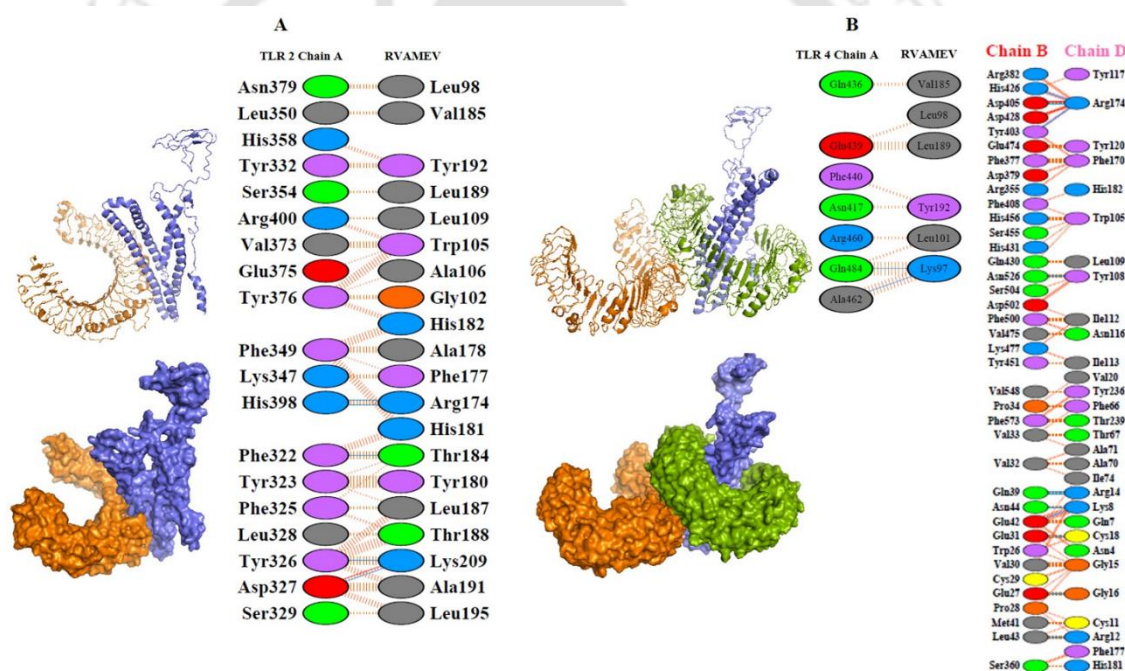 A
B
TLR 2 Chain A RVAMEV
Asn379 Leu98
Leu350 Val185
His358
Tyr332 Tyr192
Ser354 Leu189
Arg400 Leu109
Val373 Trp105
Glu375 Ala106
Tyr376 Gly102
His182
Phe349 Ala178
Lys347 Phe177
His398 Arg174
His181
Phe322 Thr184
Tyr323 Tyr180
Phe325 Leu187
Leu328 Thr188
Tyr326 Lys209
Asp327 Ala191
Ser329 Leu195
TLR 4 Chain A RVAMEV
Gln436 Val185
Leu98
Glu439 Leu189
Phe440
Asn417 Tyr192
Arg460 Leu101
Gln484 Lys97
Ala462
Chain B Chain D
Arg382 Tyr117
His426
Asp405 Arg174
Asp428
Tyr403
Glu474 Tyr120
Phe377 Phe170
Asp379
Arg355 His182
Phe408
His456 Trp105
Ser455
His431
Gln430 Leu109
Asn526 Tyr108
Ser504
Asp502
Phe500 Ile112
Val475 Asn116
Lys477
Tyr451 Ile113
Val20
Val548 Tyr236
Pro34 Phe66
Phe573 Thr239
Val33 Thr67
Ala71
Val32 Ala70
Ile74
Gln39 Arg14
Asn44 Lys8
Glu42 Gln7
Glu31 Cys18
Trp26 Asn4
Val30 Gly15
Cys29
Glu27 Gly16
Pro28
Met41 Cys11
Leu43 Arg12
Phe177
Ser360 His181